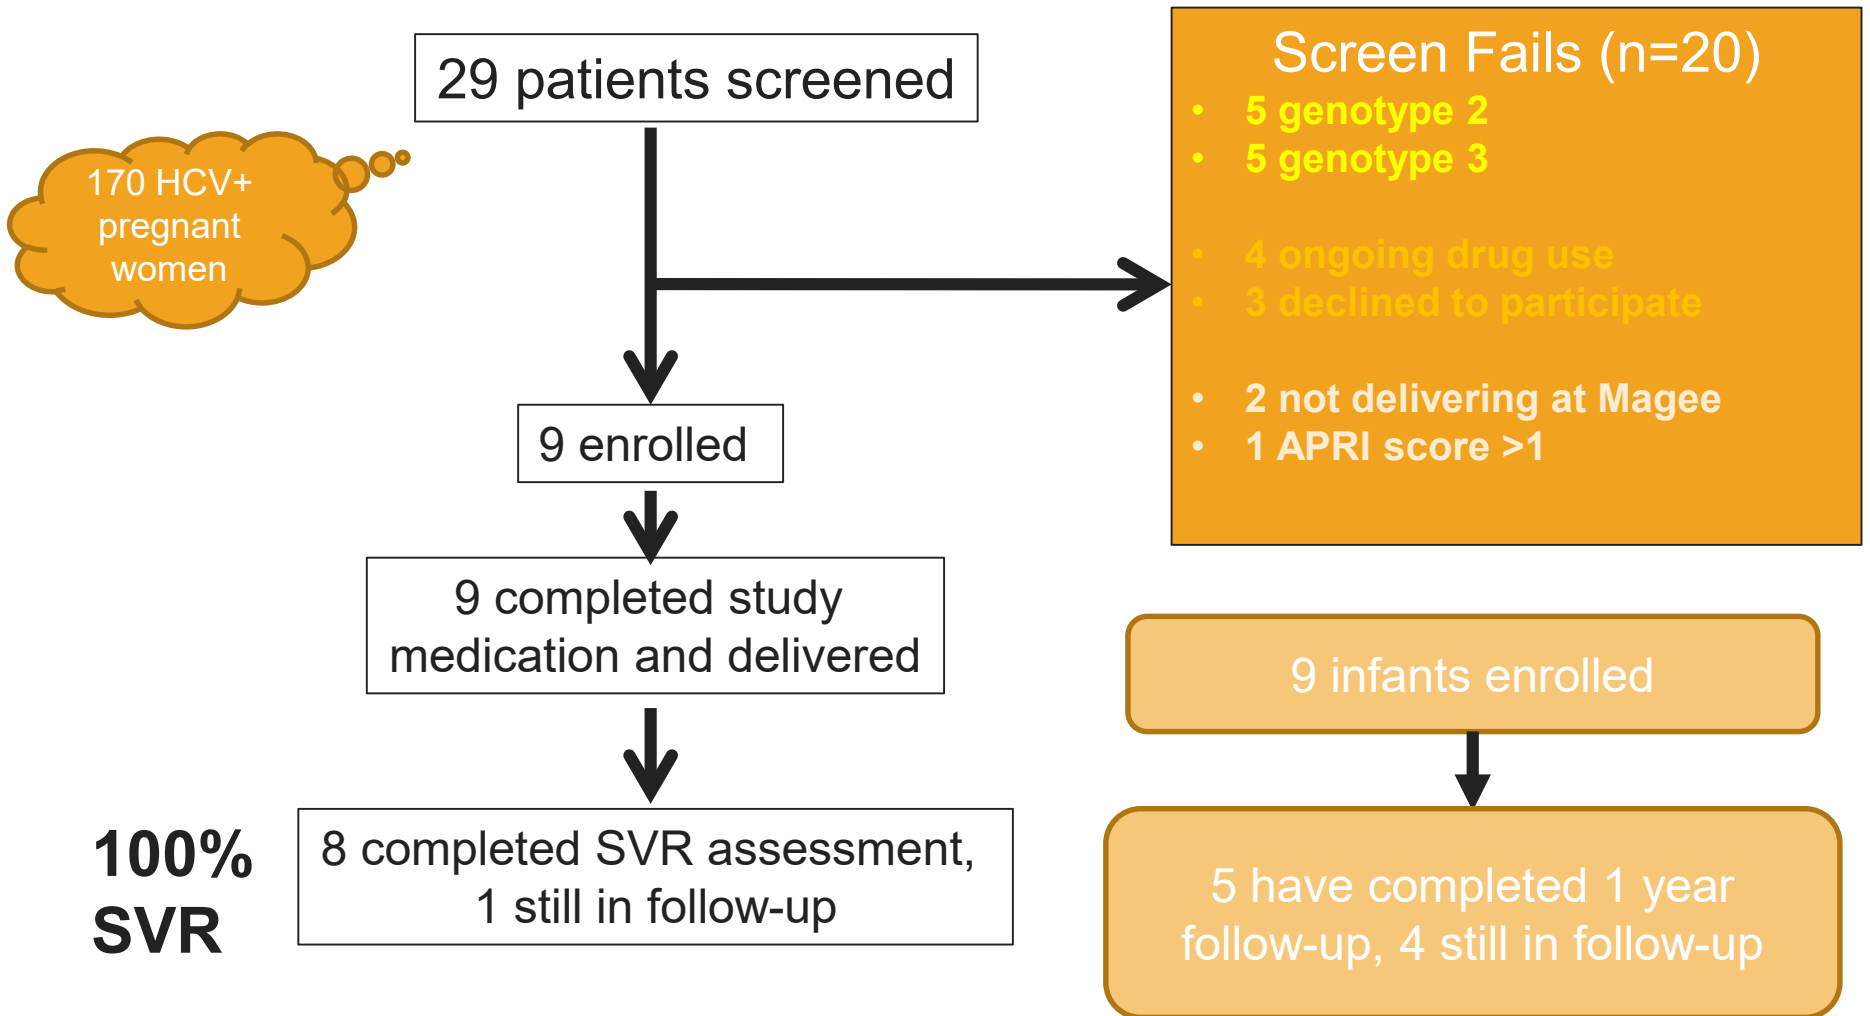 29 patients screened
170 HCV+
pregnant
women
Screen Fails (n=20)
• 5 genotype 2
• 5 genotype 3
• 4 ongoing drug use
• 3 declined to participate
• 2 not delivering at Magee
• 1 APRI score >1
9 enrolled
9 completed study
medication and delivered
9 infants enrolled
100%
SVR
8 completed SVR assessment,
1 still in follow-up
5 have completed 1 year
follow-up, 4 still in follow-up